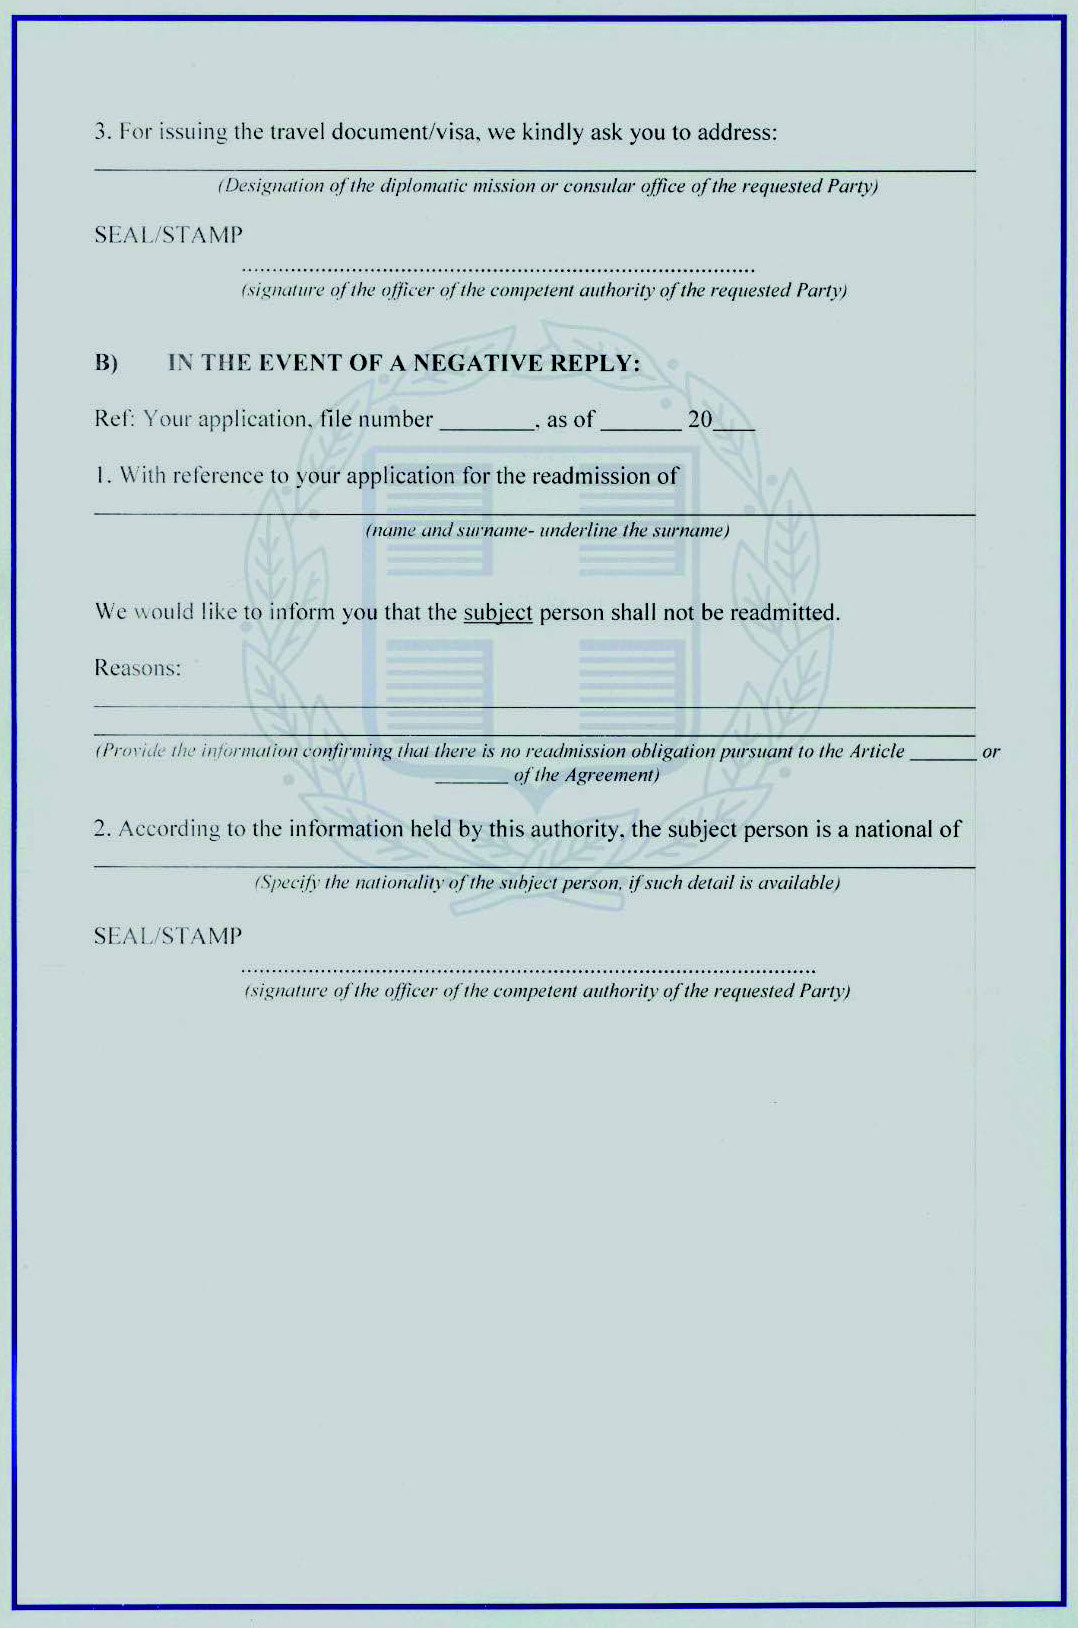 3. For issuing the travel document/visa, we kindly ask you to address:
(Designation of the diplomatic mission or consular office of the requested Party)
SEAL/STAMP
................................................................................
(signature of the officer of the competent authority of the requested Party)
B) IN THE EVENT OF A NEGATIVE REPLY:
Ref: Your application, file number ________, as of _______ 20____
1. With reference to your application for the readmission of
(name and surname- underline the surname)
We would like to inform you that the subject person shall not be readmitted.
Reasons:
(Provide the information confirming that there is no readmission obligation pursuant to the Article ______ or
_______ of the Agreement)
2. According to the information held by this authority, the subject person is a national of
(Specify the nationality of the subject person, if such detail is available)
SEAL/STAMP
................................................................................
(signature of the officer of the competent authority of the requested Party)